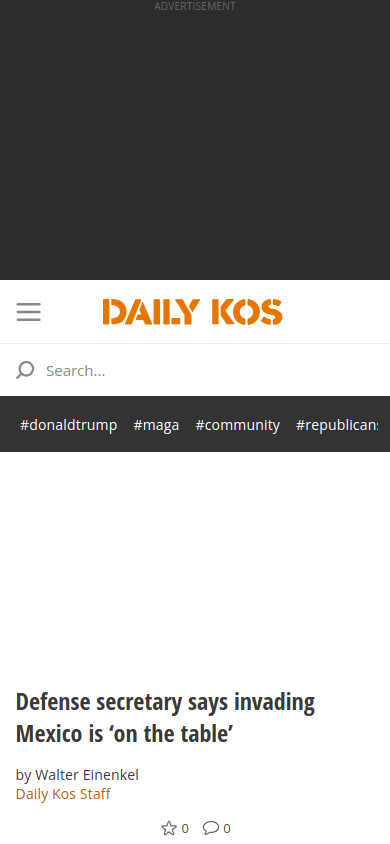 ADVERTISEMENT
DAILY KOS
Search...
#donaldtrump #maga #community #republicans
Defense secretary says invading
Mexico is ‘on the table’
by Walter Einenkel
Daily Kos Staff
0 0